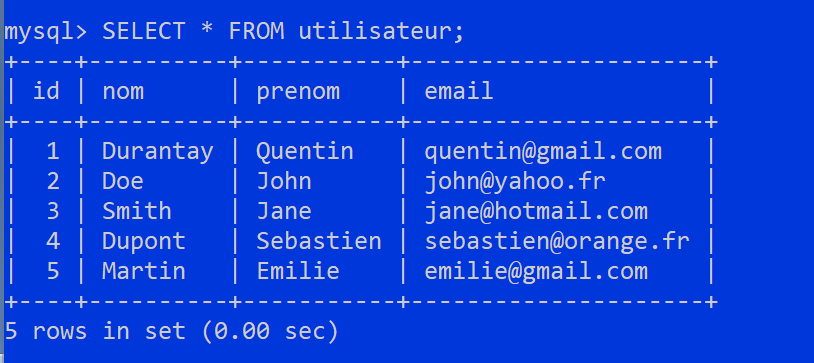 mysql> SELECT * FROM utilisateur;
+----+----------+-----------+---------------------+
| id | nom      | prenom    | email               |
+----+----------+-----------+---------------------+
|  1 | Durantay | Quentin   | quentin@gmail.com   |
|  2 | Doe      | John      | john@yahoo.fr       |
|  3 | Smith    | Jane      | jane@hotmail.com    |
|  4 | Dupont   | Sebastien | sebastien@orange.fr |
|  5 | Martin   | Emilie    | emilie@gmail.com    |
+----+----------+-----------+---------------------+
5 rows in set (0.00 sec)